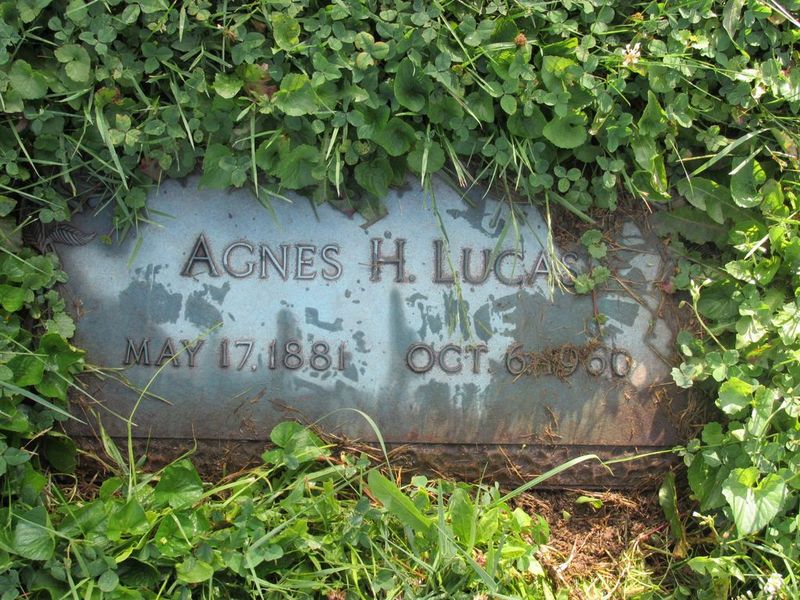 AGNES H. LUCAS
MAY 17, 1881 OCT. 6, 1960